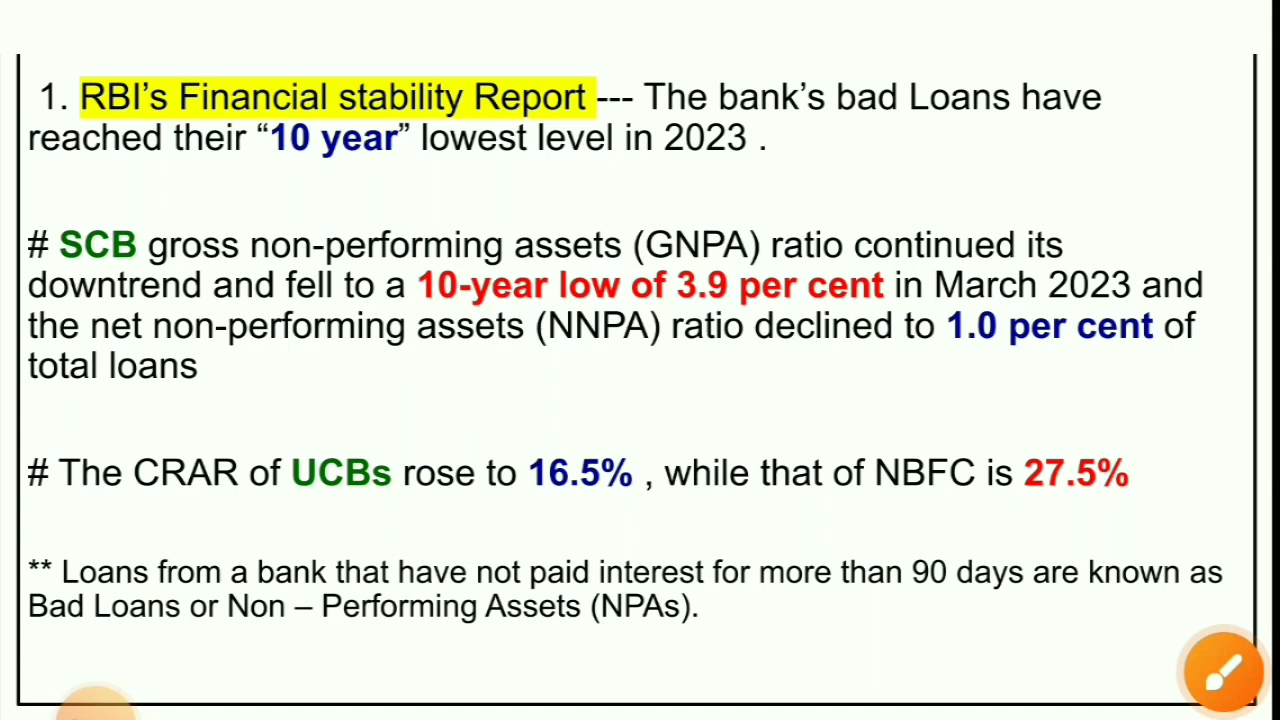 1. RBI’s Financial stability Report --- The bank’s bad Loans have
reached their “10 year” lowest level in 2023 .
# SCB gross non-performing assets (GNPA) ratio continued its
downtrend and fell to a 10-year low of 3.9 per cent in March 2023 and
the net non-performing assets (NNPA) ratio declined to 1.0 per cent of
total loans
# The CRAR of UCBs rose to 16.5% , while that of NBFC is 27.5%
** Loans from a bank that have not paid interest for more than 90 days are known as
Bad Loans or Non – Performing Assets (NPAs).